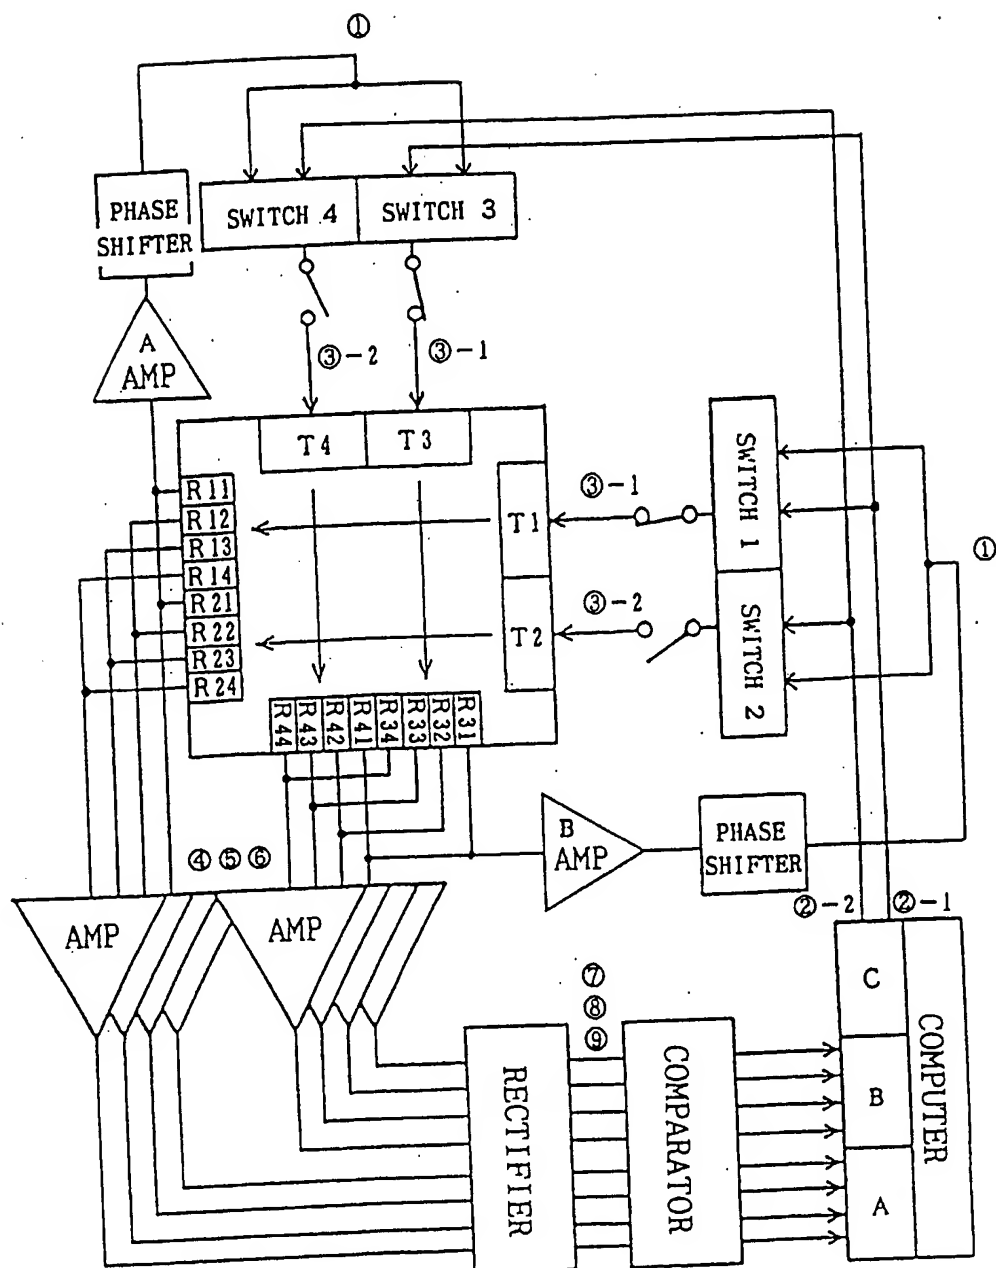 ①
PHASE
SHIFTER
SWITCH 4
SWITCH 3
A
AMP
③-2
③-1
T4
T3
R11
R12
R13
R14
R21
R22
R23
R24
T1
T2
③-1
③-2
SWITCH 1
SWITCH 2
①
R44
R43
R42
R41
R34
R33
R32
R31
B
AMP
PHASE
SHIFTER
④⑤⑥
②-2
②-1
AMP
AMP
⑦
⑧
⑨
RECTIFIER
COMPARATOR
C
B
A
COMPUTER